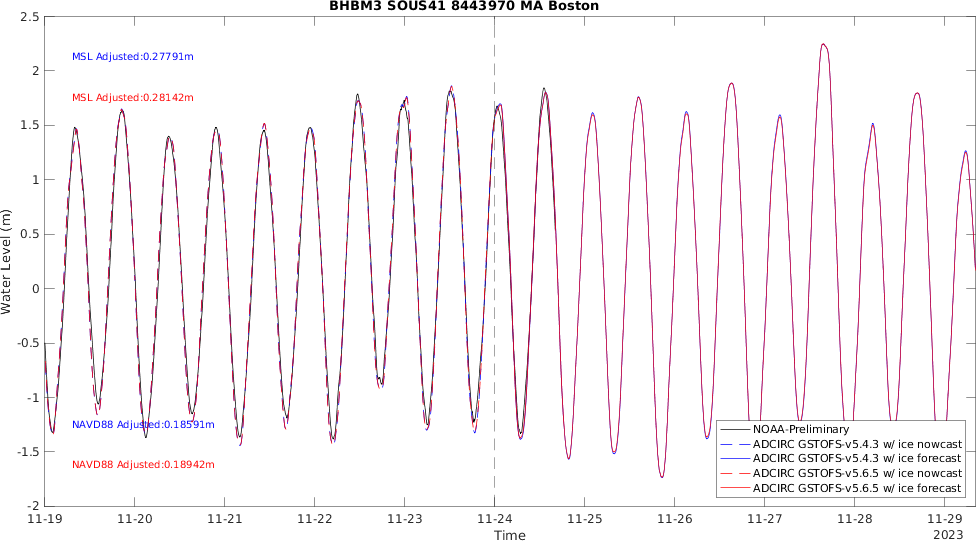 BHBM3 SOUS41 8443970 MA Boston
2.5
2
1.5
1
0.5
0
-0.5
-1
-1.5
-2
Water Level (m)
MSL Adjusted:0.27791m
MSL Adjusted:0.28142m
NAVD88 Adjusted:0.18591m
NAVD88 Adjusted:0.18942m
NOAA-Preliminary
ADCIRC GSTOFS-v5.4.3 w/ ice nowcast
ADCIRC GSTOFS-v5.4.3 w/ ice forecast
ADCIRC GSTOFS-v5.6.5 w/ ice nowcast
ADCIRC GSTOFS-v5.6.5 w/ ice forecast
11-19 11-20 11-21 11-22 11-23 11-24 11-25 11-26 11-27 11-28 11-29
Time 2023